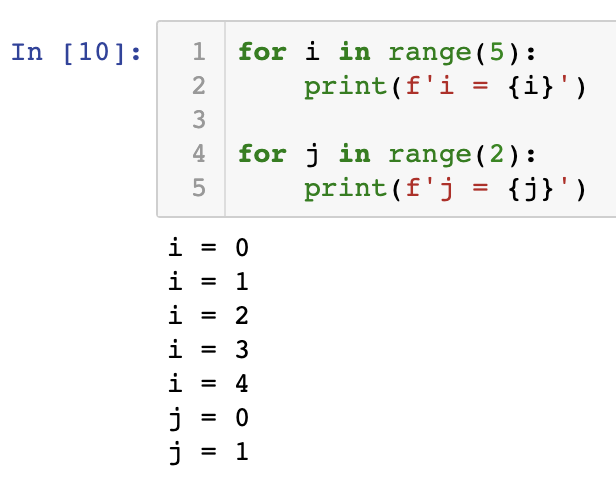 In [10]:
1 for i in range(5):
2     print(f'i = {i}')
3
4 for j in range(2):
5     print(f'j = {j}')
i = 0
i = 1
i = 2
i = 3
i = 4
j = 0
j = 1